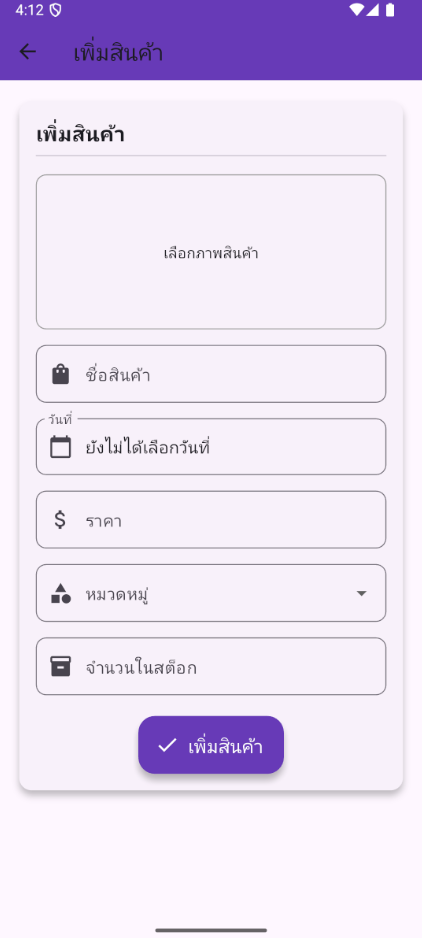 4:12
เพิ่มสินค้า
เพิ่มสินค้า
เลือกภาพสินค้า
ชื่อสินค้า
วันที่
ยังไม่ได้เลือกวันที่
ราคา
หมวดหมู่
จำนวนในสต็อก
เพิ่มสินค้า